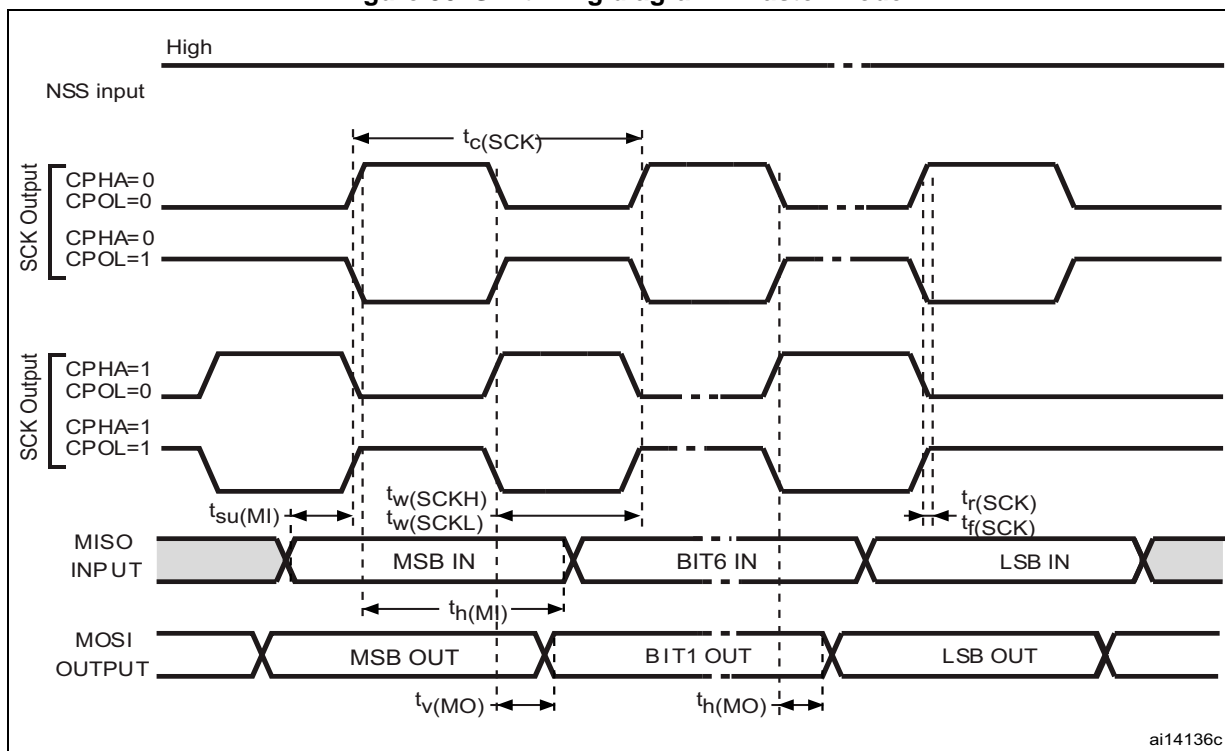 High
NSS input
tc(SCK)
SCK Output
CPHA=0
CPOL=0
CPHA=0
CPOL=1
SCK Output
CPHA=1
CPOL=0
CPHA=1
CPOL=1
tsu(MI)
tw(SCKH)
tw(SCKL)
tr(SCK)
tf(SCK)
MISO
INPUT
MSB IN
BIT6 IN
LSB IN
th(MI)
MOSI
OUTPUT
MSB OUT
BIT1 OUT
LSB OUT
tv(MO)
th(MO)
ai14136c